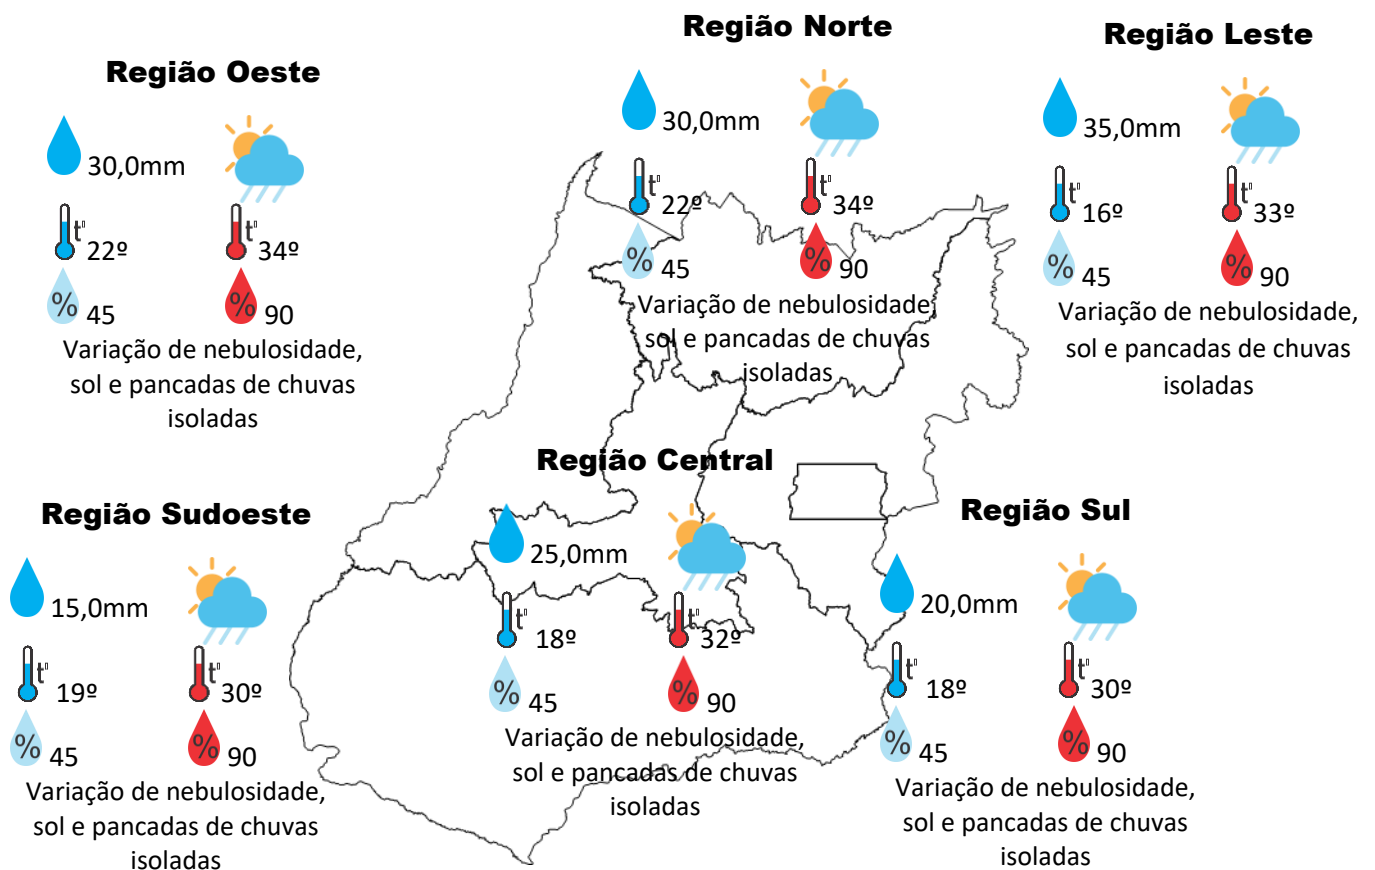 Região Norte
30,0mm
t°
22º
34º
% 45
% 90
Variação de nebulosidade,
sol e pancadas de chuvas
isoladas
Região Leste
35,0mm
t°
16º
t°
33º
% 45
% 90
Variação de nebulosidade,
sol e pancadas de chuvas
isoladas
Região Oeste
30,0mm
t°
22º
t°
34º
% 45
% 90
Variação de nebulosidade,
sol e pancadas de chuvas
isoladas
Região Central
25,0mm
t°
18º
t°
32º
% 45
% 90
Variação de nebulosidade,
sol e pancadas de chuvas
isoladas
Região Sudoeste
15,0mm
t°
19º
t°
30º
% 45
% 90
Variação de nebulosidade,
sol e pancadas de chuvas
isoladas
Região Sul
20,0mm
t°
18º
t°
30º
% 45
% 90
Variação de nebulosidade,
sol e pancadas de chuvas
isoladas